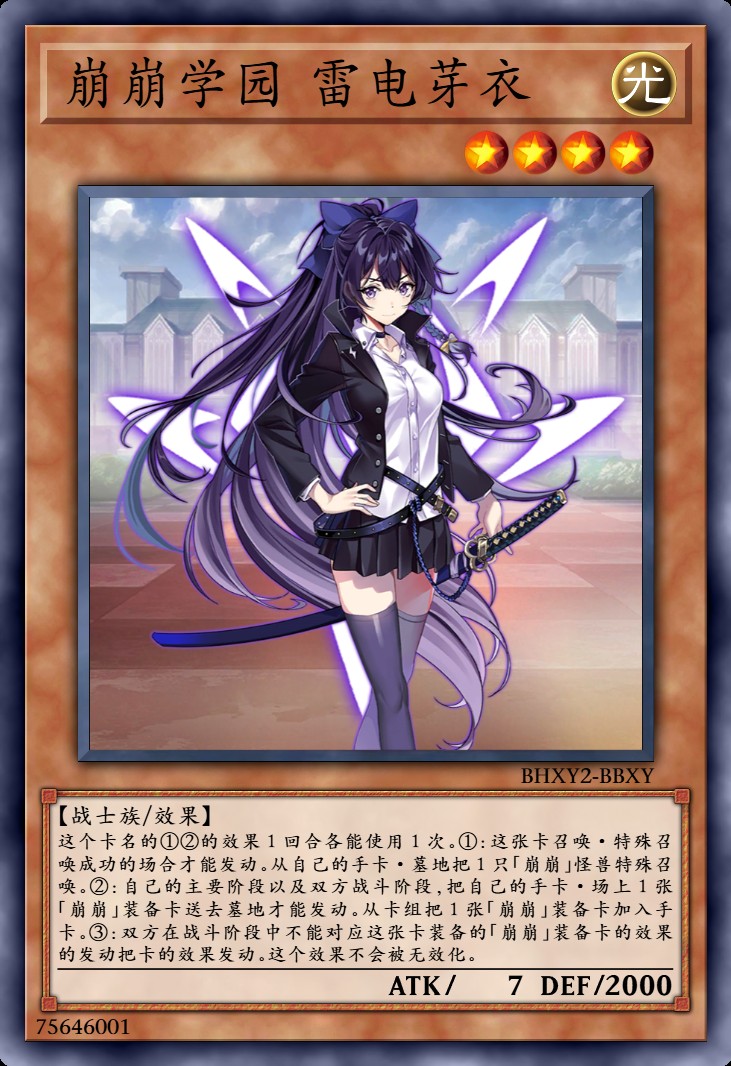 崩崩学园 雷电芽衣
光
BHXY2-BBXY
【战士族/效果】
这个卡名的①②的效果1回合各能使用1次。①:这张卡召唤·特殊召
唤成功的场合才能发动。从自己的手卡·墓地把1只「崩崩」怪兽特殊召
唤。②:自己的主要阶段以及双方战斗阶段,把自己的手卡·场上1张
「崩崩」装备卡送去墓地才能发动。从卡组把1张「崩崩」装备卡加入手
卡。③:双方在战斗阶段中不能对应这张卡装备的「崩崩」装备卡的效果
的发动把卡的效果发动。这个效果不会被无效化。
ATK/ 7 DEF/2000
75646001